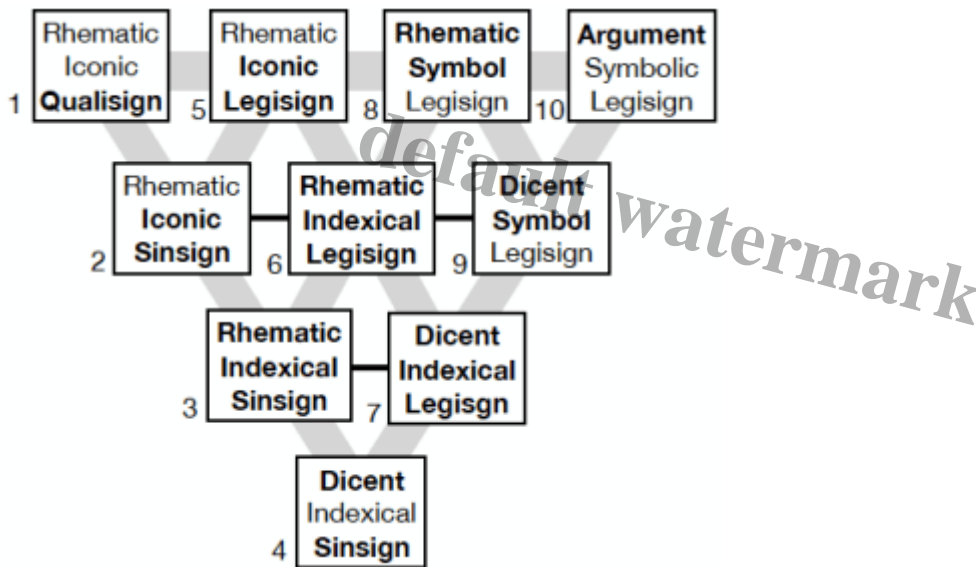 Rhematic
Iconic
Qualisign
1
Rhematic
Iconic
Legisign
5
Rhematic
Symbol
Legisign
8
Argument
Symbolic
Legisign
10
default watermark
Rhematic
Iconic
Sinsign
2
Rhematic
Indexical
Legisign
6
Dicent
Symbol
Legisign
9
Rhematic
Indexical
Sinsign
3
Dicent
Indexical
Legisgn
7
Dicent
Indexical
Sinsign
4